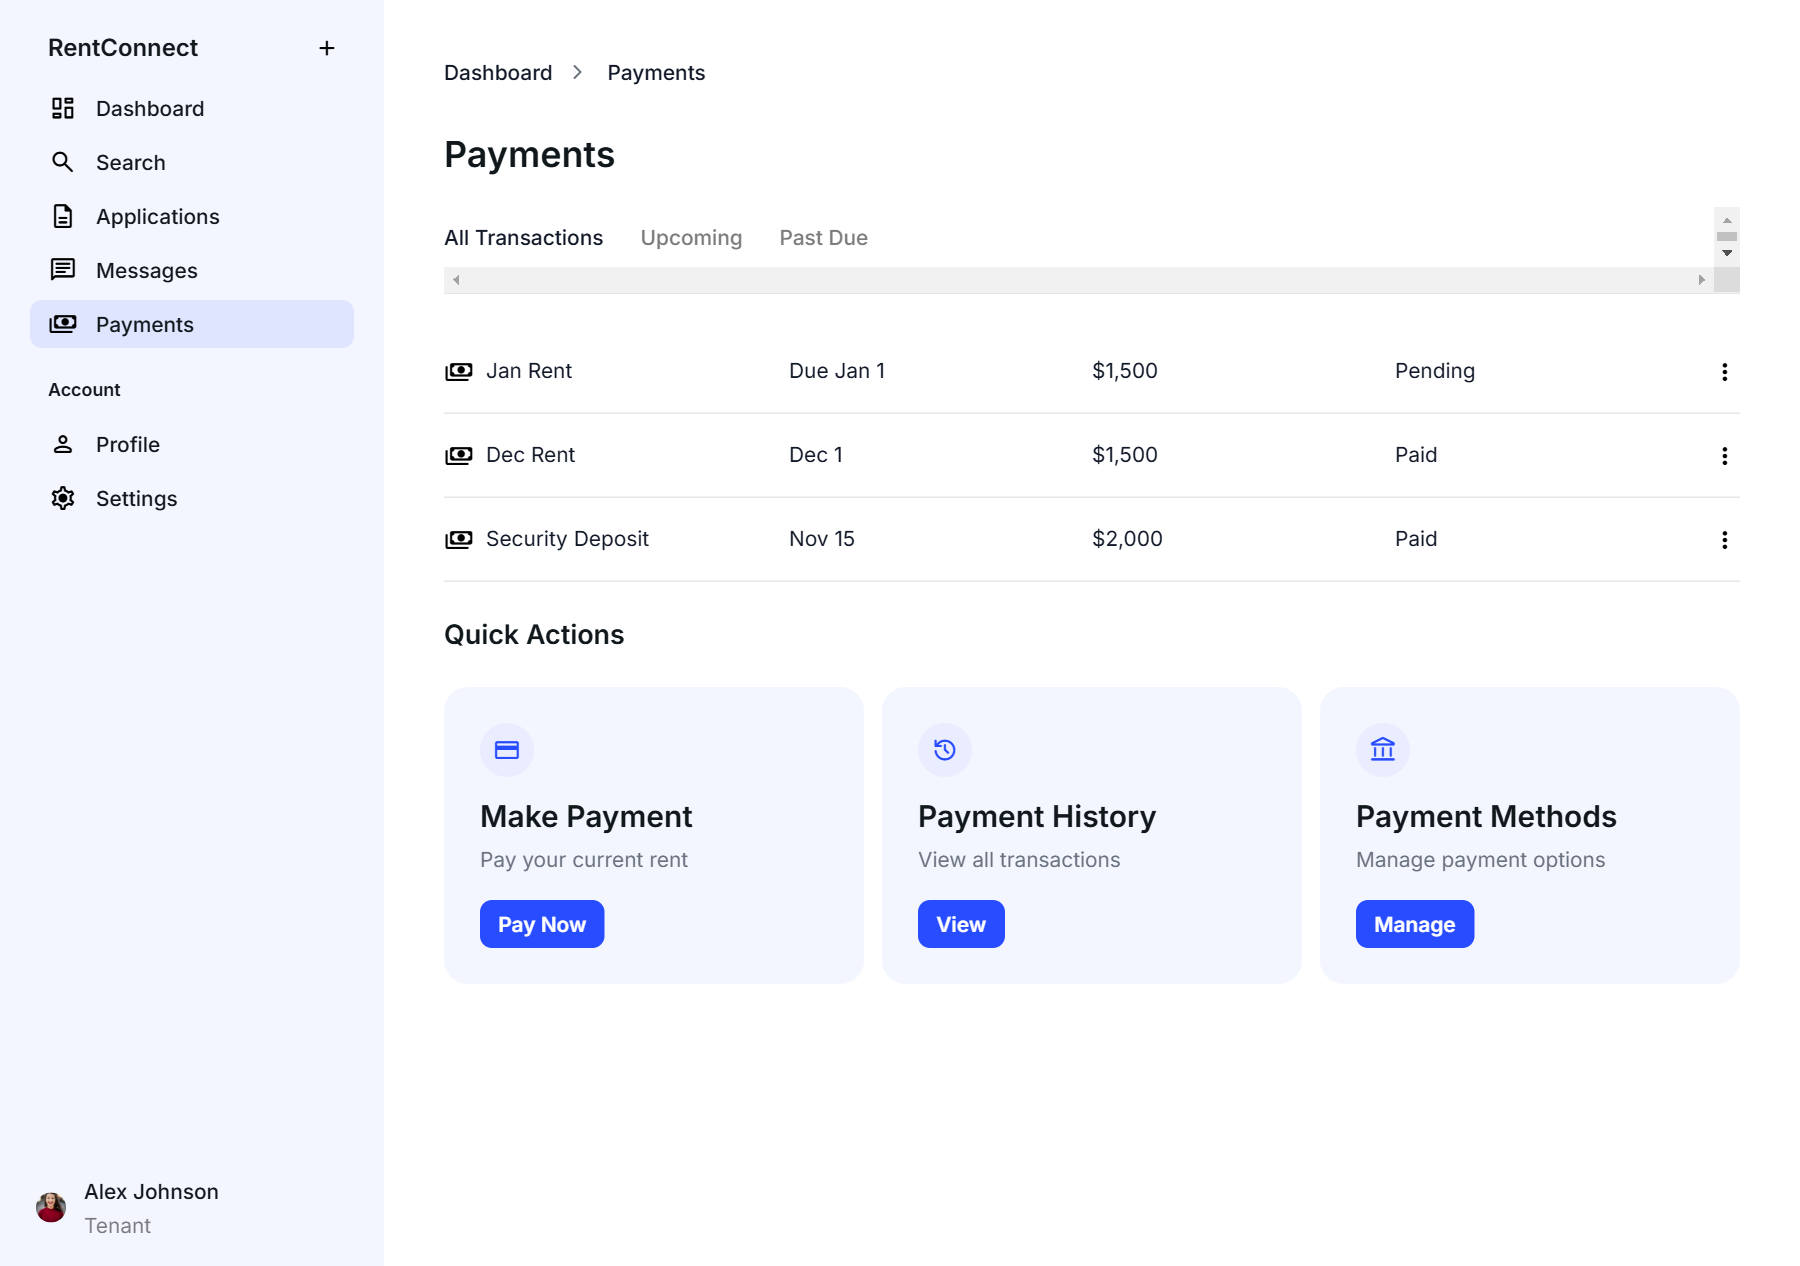 RentConnect
Dashboard
Search
Applications
Messages
Payments
Account
Profile
Settings
Alex Johnson
Tenant
Dashboard Payments
Payments
All Transactions Upcoming Past Due
Jan Rent Due Jan 1 $1,500 Pending
Dec Rent Dec 1 $1,500 Paid
Security Deposit Nov 15 $2,000 Paid
Quick Actions
Make Payment
Pay your current rent
Pay Now
Payment History
View all transactions
View
Payment Methods
Manage payment options
Manage